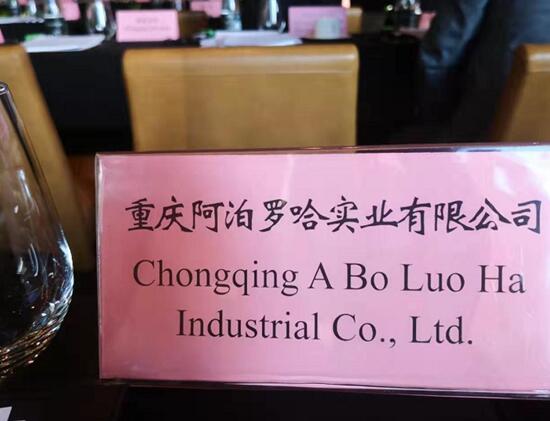 重庆阿泊罗哈实业有限公司
Chongqing A Bo Luo Ha
Industrial Co., Ltd.